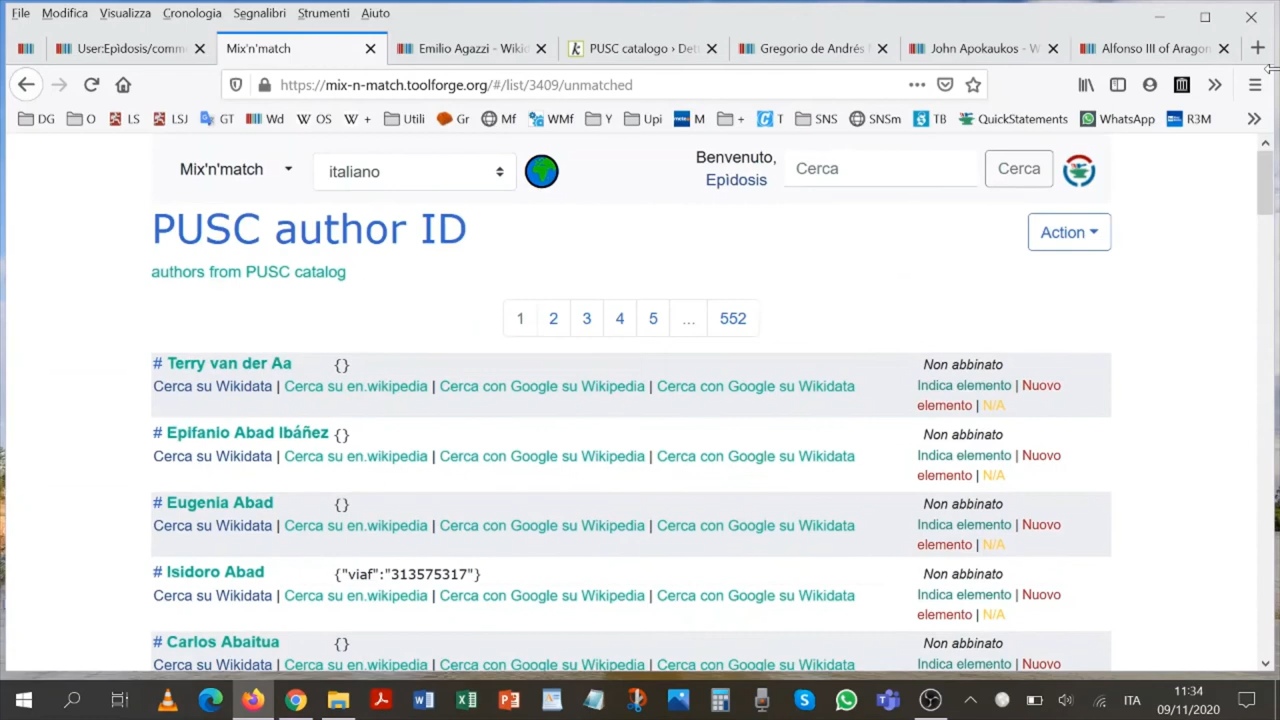 File Modifica Visualizza Cronologia Segnalibri Strumenti Aiuto
User:Epìdosis/comm Mix'n'match Emilio Agazzi - Wikid PUSC catalogo › Det Gregorio de Andrés John Apokaukos - W Alfonso III of Aragon
https://mix-n-match.toolforge.org/#/list/3409/unmatched
DG O LS LSJ GT Wd OS + Utili Gr Mf WMf Y Upi M + T SNS SNSm TB QuickStatements WhatsApp R3M
Mix'n'match italiano Benvenuto, Epìdosis Cerca Cerca
PUSC author ID Action
authors from PUSC catalog
1 2 3 4 5 ... 552
# Terry van der Aa {} Non abbinato
Cerca su Wikidata | Cerca su en.wikipedia | Cerca con Google su Wikipedia | Cerca con Google su Wikidata Indica elemento | Nuovo
elemento | N/A
# Epifanio Abad Ibáñez {} Non abbinato
Cerca su Wikidata | Cerca su en.wikipedia | Cerca con Google su Wikipedia | Cerca con Google su Wikidata Indica elemento | Nuovo
elemento | N/A
# Eugenia Abad {} Non abbinato
Cerca su Wikidata | Cerca su en.wikipedia | Cerca con Google su Wikipedia | Cerca con Google su Wikidata Indica elemento | Nuovo
elemento | N/A
# Isidoro Abad {"viaf":"313575317"} Non abbinato
Cerca su Wikidata | Cerca su en.wikipedia | Cerca con Google su Wikipedia | Cerca con Google su Wikidata Indica elemento | Nuovo
elemento | N/A
# Carlos Abaitua {} Non abbinato
Cerca su Wikidata | Cerca su en.wikipedia | Cerca con Google su Wikipedia | Cerca con Google su Wikidata Indica elemento | Nuovo
ITA 11:34
09/11/2020